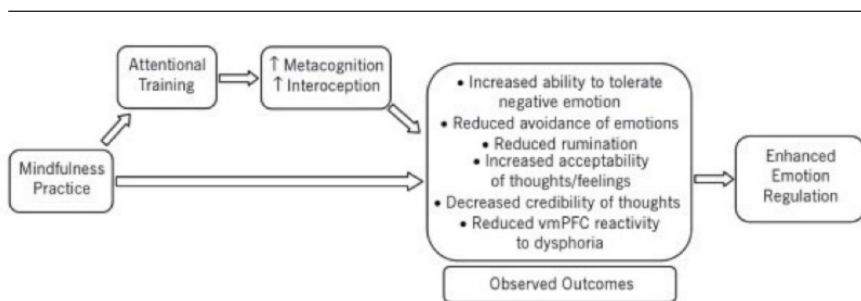 Attentional
Training
↑ Metacognition
↑ Interoception
Mindfulness
Practice
• Increased ability to tolerate
negative emotion
• Reduced avoidance of emotions
• Reduced rumination
• Increased acceptability
of thoughts/feelings
• Decreased credibility of thoughts
• Reduced vmPFC reactivity
to dysphoria
Enhanced
Emotion
Regulation
Observed Outcomes